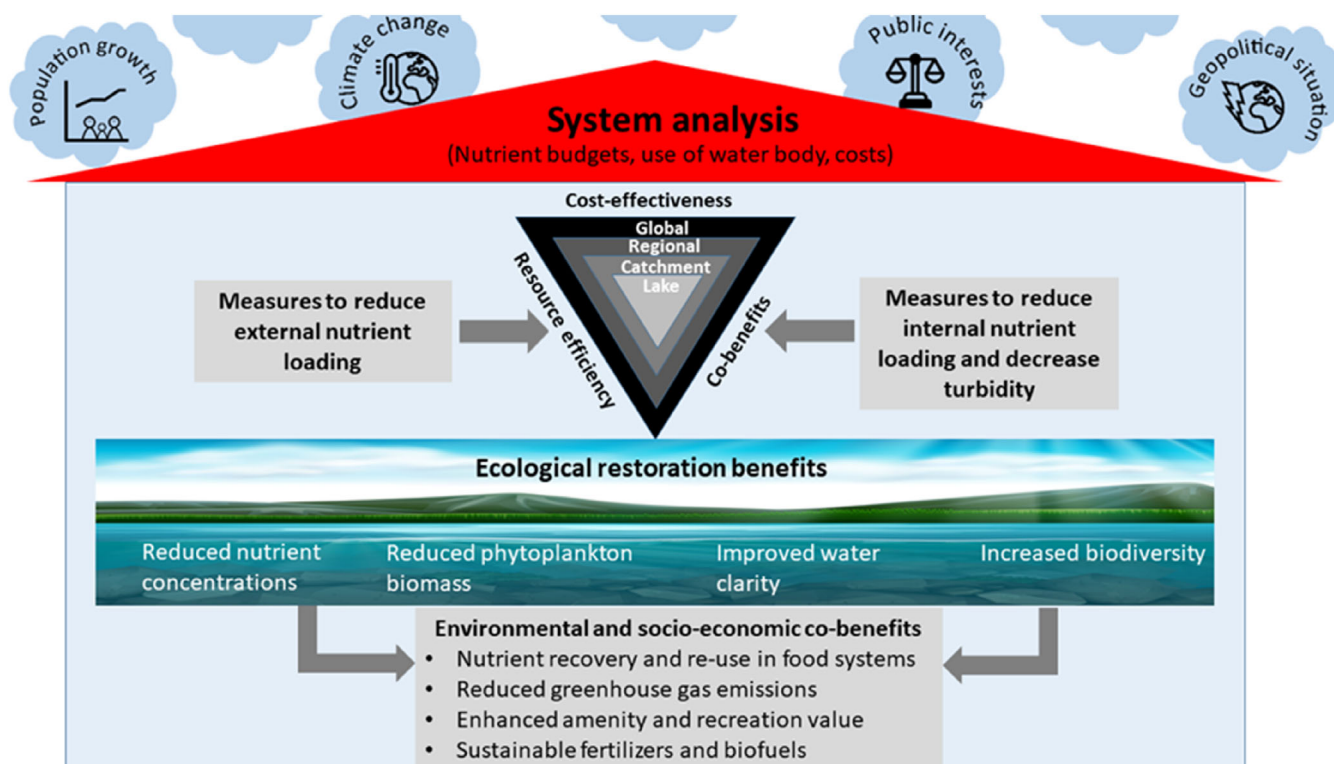 Population growth
Climate change
Public interests
Geopolitical situation
System analysis
(Nutrient budgets, use of water body, costs)
Cost-effectiveness
Global
Regional
Catchment
Lake
Resource efficiency
Co-benefits
Measures to reduce
external nutrient
loading
Measures to reduce
internal nutrient
loading and decrease
turbidity
Ecological restoration benefits
Reduced nutrient
concentrations
Reduced phytoplankton
biomass
Improved water
clarity
Increased biodiversity
Environmental and socio-economic co-benefits
• Nutrient recovery and re-use in food systems
• Reduced greenhouse gas emissions
• Enhanced amenity and recreation value
• Sustainable fertilizers and biofuels